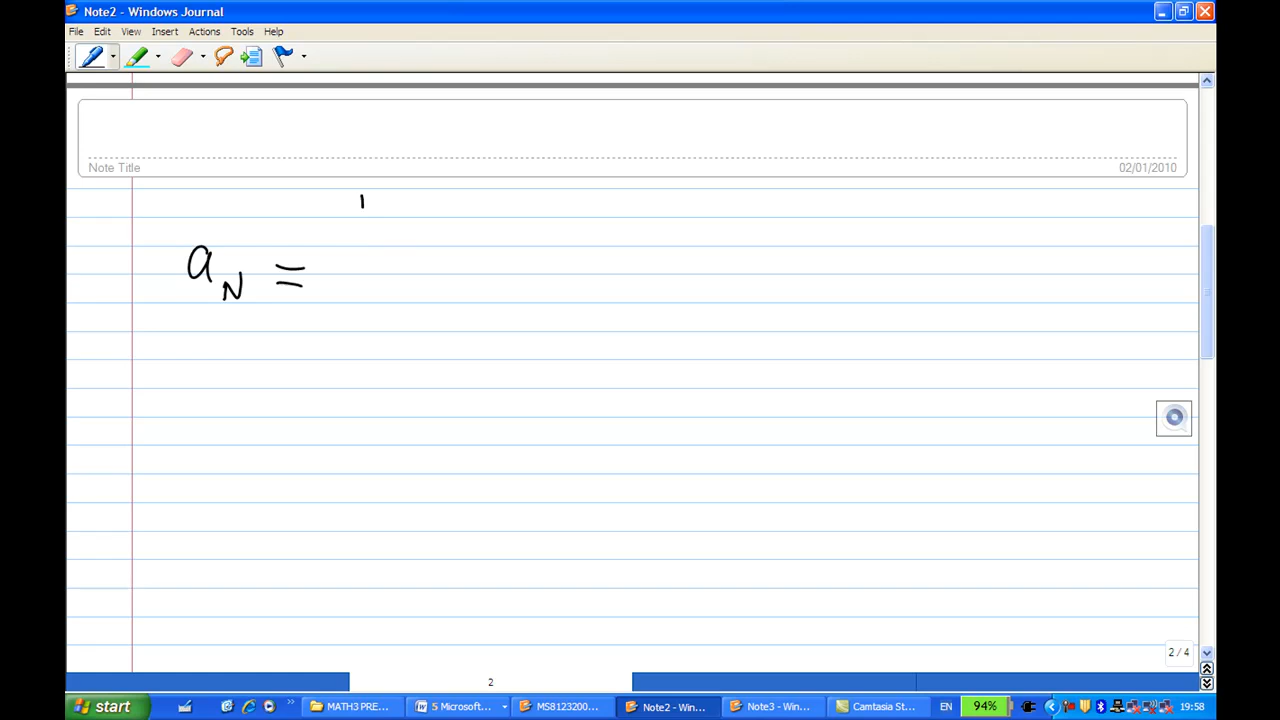 Note2 - Windows Journal
File Edit View Insert Actions Tools Help
Note Title
02/01/2010
a_N =
2 / 4
2
start
MATH3 PRE...
5 Microsoft...
MS8123200...
Note2 - Win...
Note3 - Win...
Camtasia St...
EN
94%
19:58